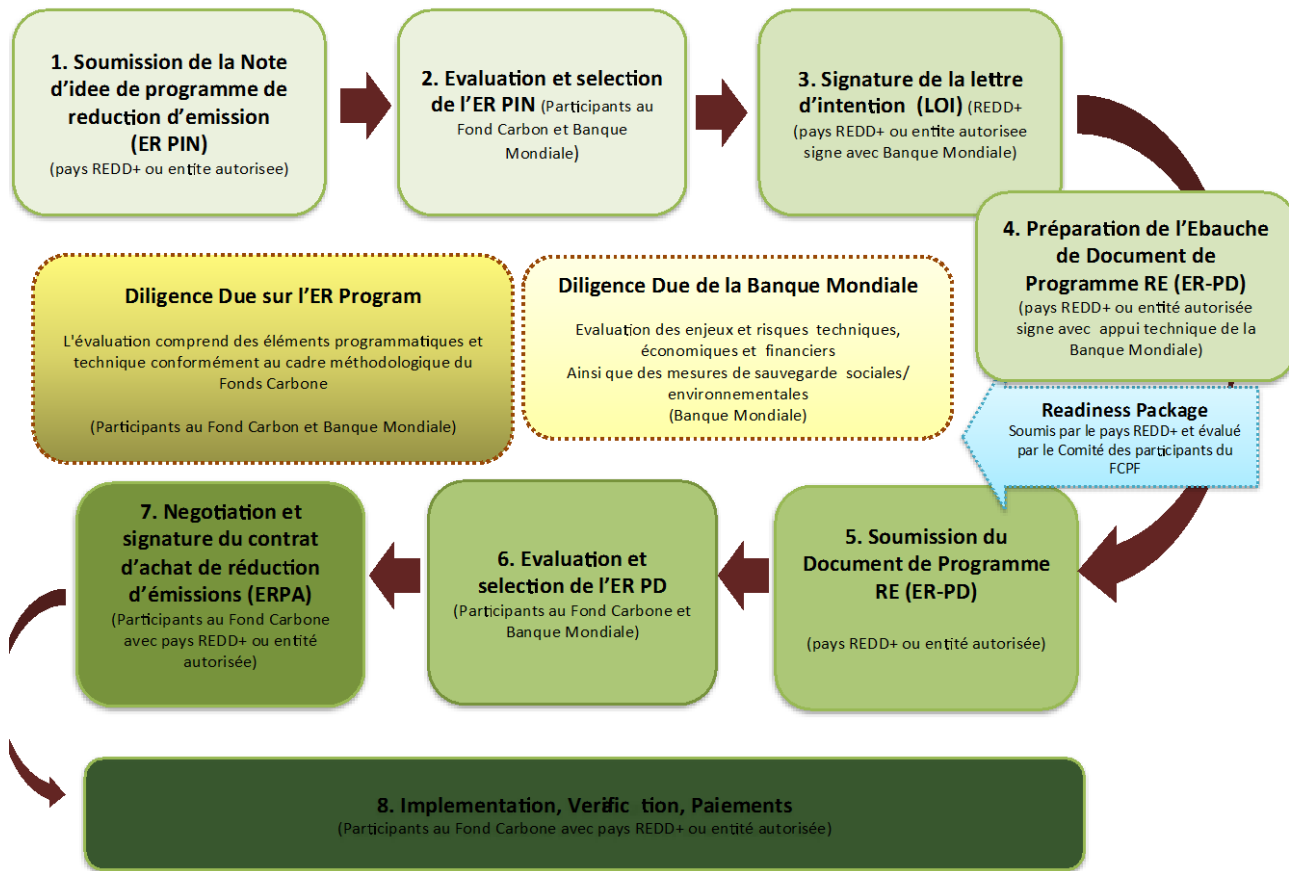 1. Soumission de la Note
d'idee de programme de
reduction d'emission
(ER PIN)
(pays REDD+ ou entite autorisee)
2. Evaluation et selection
de l'ER PIN (Participants au
Fond Carbon et Banque
Mondiale)
3. Signature de la lettre
d'intention (LOI) (REDD+
(pays REDD+ ou entite autorisee
signe avec Banque Mondiale)
4. Préparation de l'Ebauche
de Document de
Programme RE (ER-PD)
(pays REDD+ ou entité autorisée
signe avec appui technique de la
Banque Mondiale)
Diligence Due sur l'ER Program
L'évaluation comprend des éléments programmatiques et
technique conformément au cadre méthodologique du
Fonds Carbone
(Participants au Fond Carbon et Banque Mondiale)
Diligence Due de la Banque Mondiale
Evaluation des enjeux et risques techniques,
économiques et financiers
Ainsi que des mesures de sauvegarde sociales/
environnementales
(Banque Mondiale)
Readiness Package
Soumis par le pays REDD+ et évalué
par le Comité des participants du
FCPF
5. Soumission du
Document de Programme
RE (ER-PD)
(pays REDD+ ou entité autorisée)
6. Evaluation et
selection de l'ER PD
(Participants au Fond Carbone et
Banque Mondiale)
7. Negotiation et
signature du contrat
d'achat de réduction
d'émissions (ERPA)
(Participants au Fond Carbone
avec pays REDD+ ou entité
autorisée)
8. Implementation, Verific tion, Paiements
(Participants au Fond Carbone avec pays REDD+ ou entité autorisée)